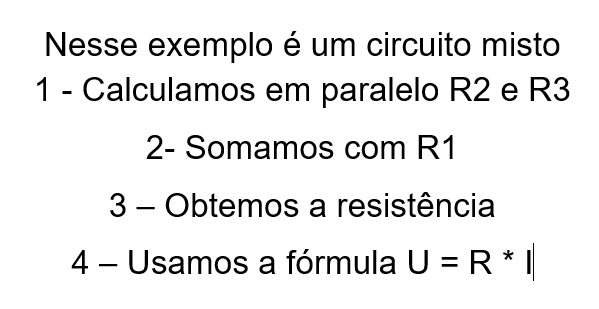 Nesse exemplo é um circuito misto
1 - Calculamos em paralelo R2 e R3
2- Somamos com R1
3 – Obtemos a resistência
4 – Usamos a fórmula U = R * I